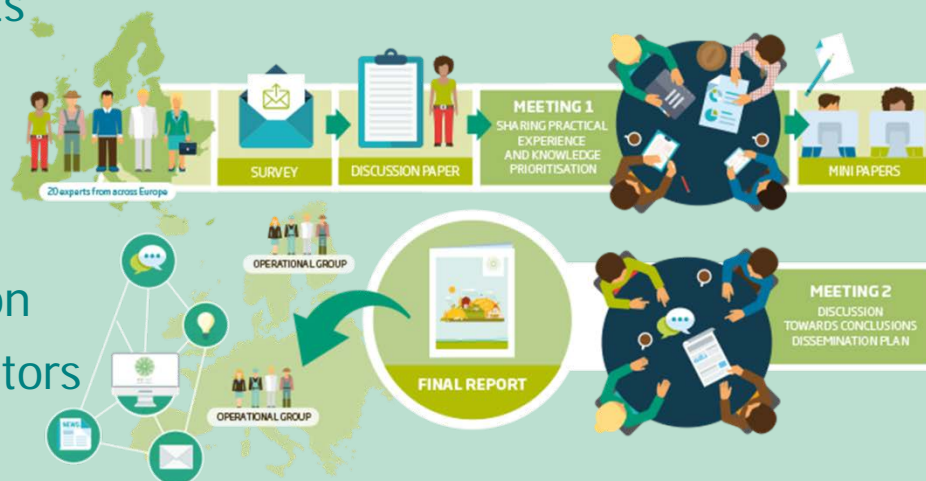 20 experts from across Europe
SURVEY
DISCUSSION PAPER
MEETING 1
SHARING PRACTICAL
EXPERIENCE
AND KNOWLEDGE
PRIORITISATION
MINI PAPERS
OPERATIONAL GROUP
on
tors
NEWS
OPERATIONAL GROUP
FINAL REPORT
MEETING 2
DISCUSSION
TOWARDS CONCLUSIONS
DISSEMINATION PLAN